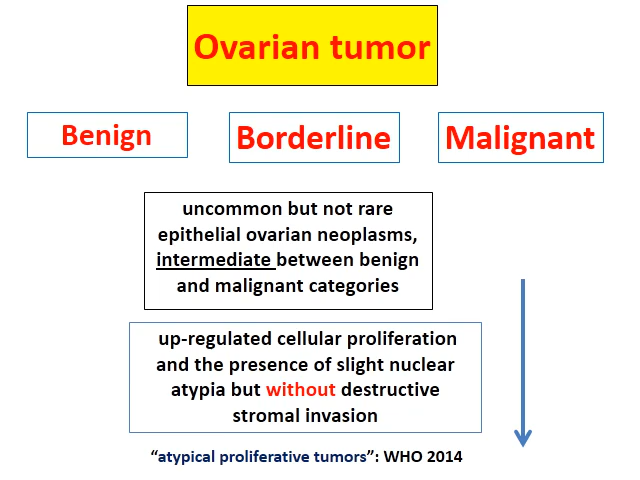 Ovarian tumor
Benign
Borderline
Malignant
uncommon but not rare
epithelial ovarian neoplasms,
intermediate between benign
and malignant categories
up-regulated cellular proliferation
and the presence of slight nuclear
atypia but without destructive
stromal invasion
“atypical proliferative tumors”: WHO 2014